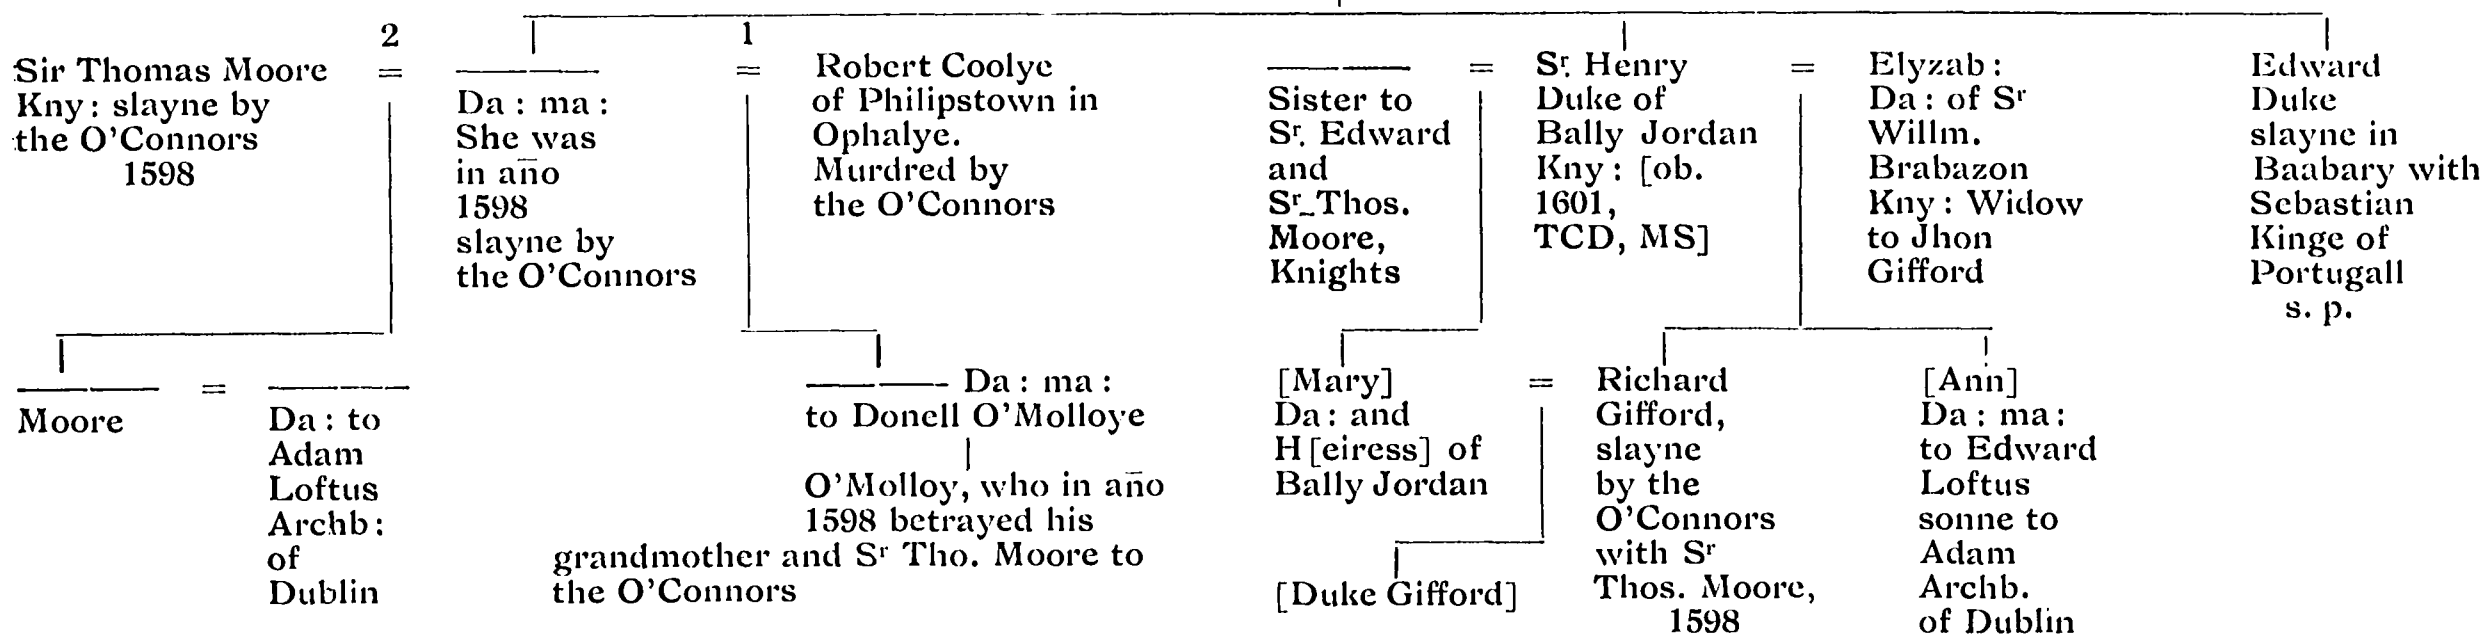 2
1
Sir Thomas Moore
Kny: slayne by
the O'Connors
1598
=
Da: ma:
She was
in año
1598
slayne by
the O'Connors
=
Robert Coolye
of Philipstown in
Ophalye.
Murdred by
the O'Connors
Sister to
Sr. Edward
and
Sr. Thos.
Moore,
Knights
=
Sr. Henry
Duke of
Bally Jordan
Kny: [ob.
1601,
TCD, MS]
=
Elyzab:
Da: of Sr
Willm.
Brabazon
Kny: Widow
to Jhon
Gifford
Edward
Duke
slayne in
Baabary with
Sebastian
Kinge of
Portugall
s. p.
Moore
=
Da: to
Adam
Loftus
Archb:
of
Dublin
Da: ma:
to Donell O'Molloye
O'Molloy, who in año
1598 betrayed his
grandmother and Sr Tho. Moore to
the O'Connors
[Mary]
Da: and
H[eiress] of
Bally Jordan
=
Richard
Gifford,
slayne
by the
O'Connors
with Sr
Thos. Moore,
1598
[Ann]
Da: ma:
to Edward
Loftus
sonne to
Adam
Archb.
of Dublin
[Duke Gifford]